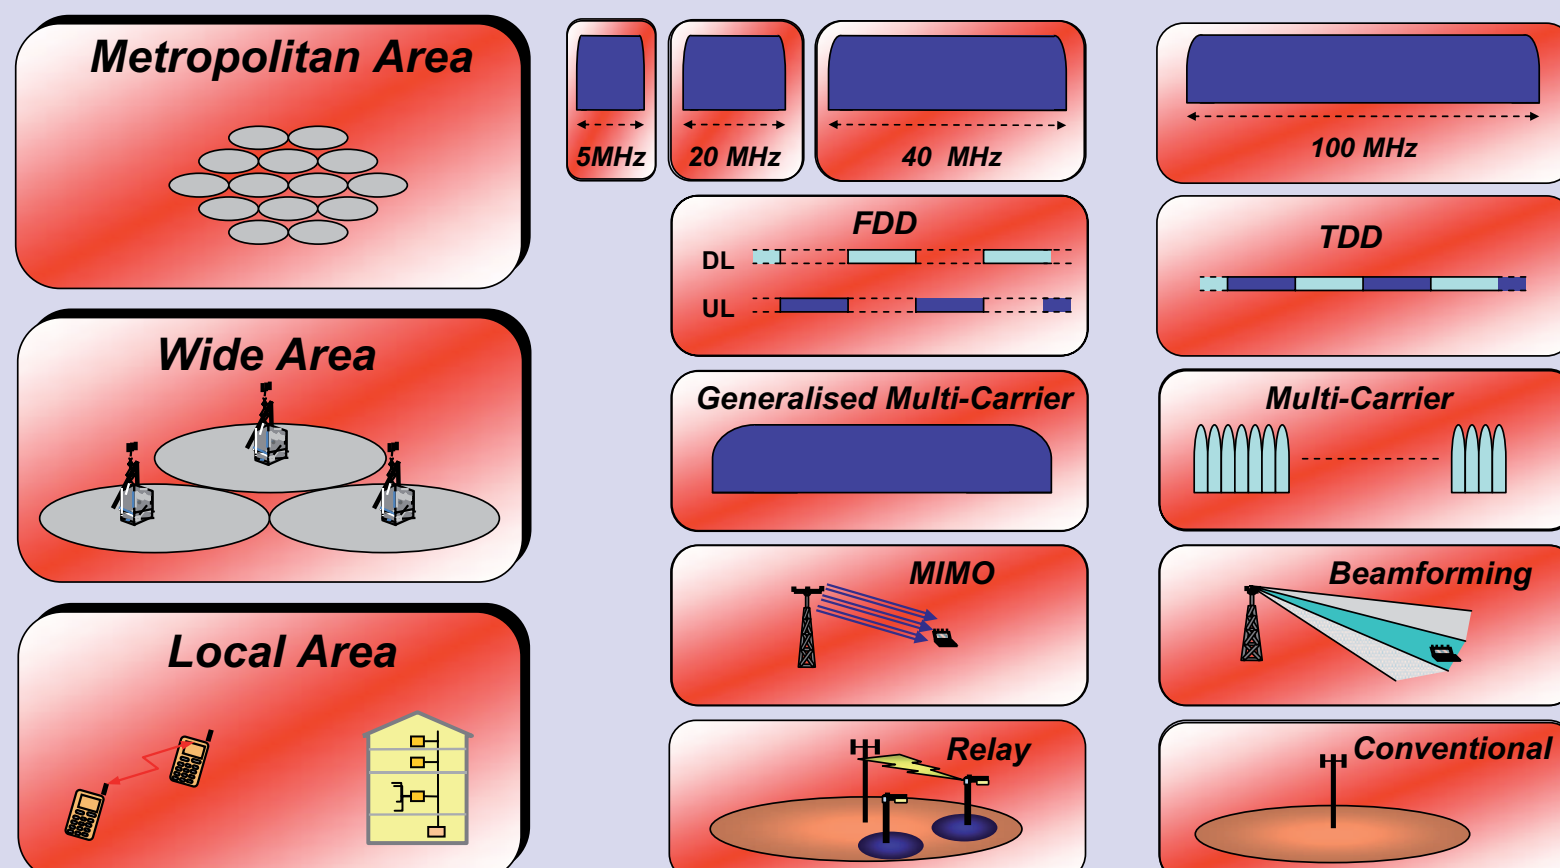 Metropolitan Area
5MHz
20 MHz
40 MHz
100 MHz
FDD
DL
UL
TDD
Wide Area
Generalised Multi-Carrier
Multi-Carrier
MIMO
Beamforming
Local Area
Relay
Conventional